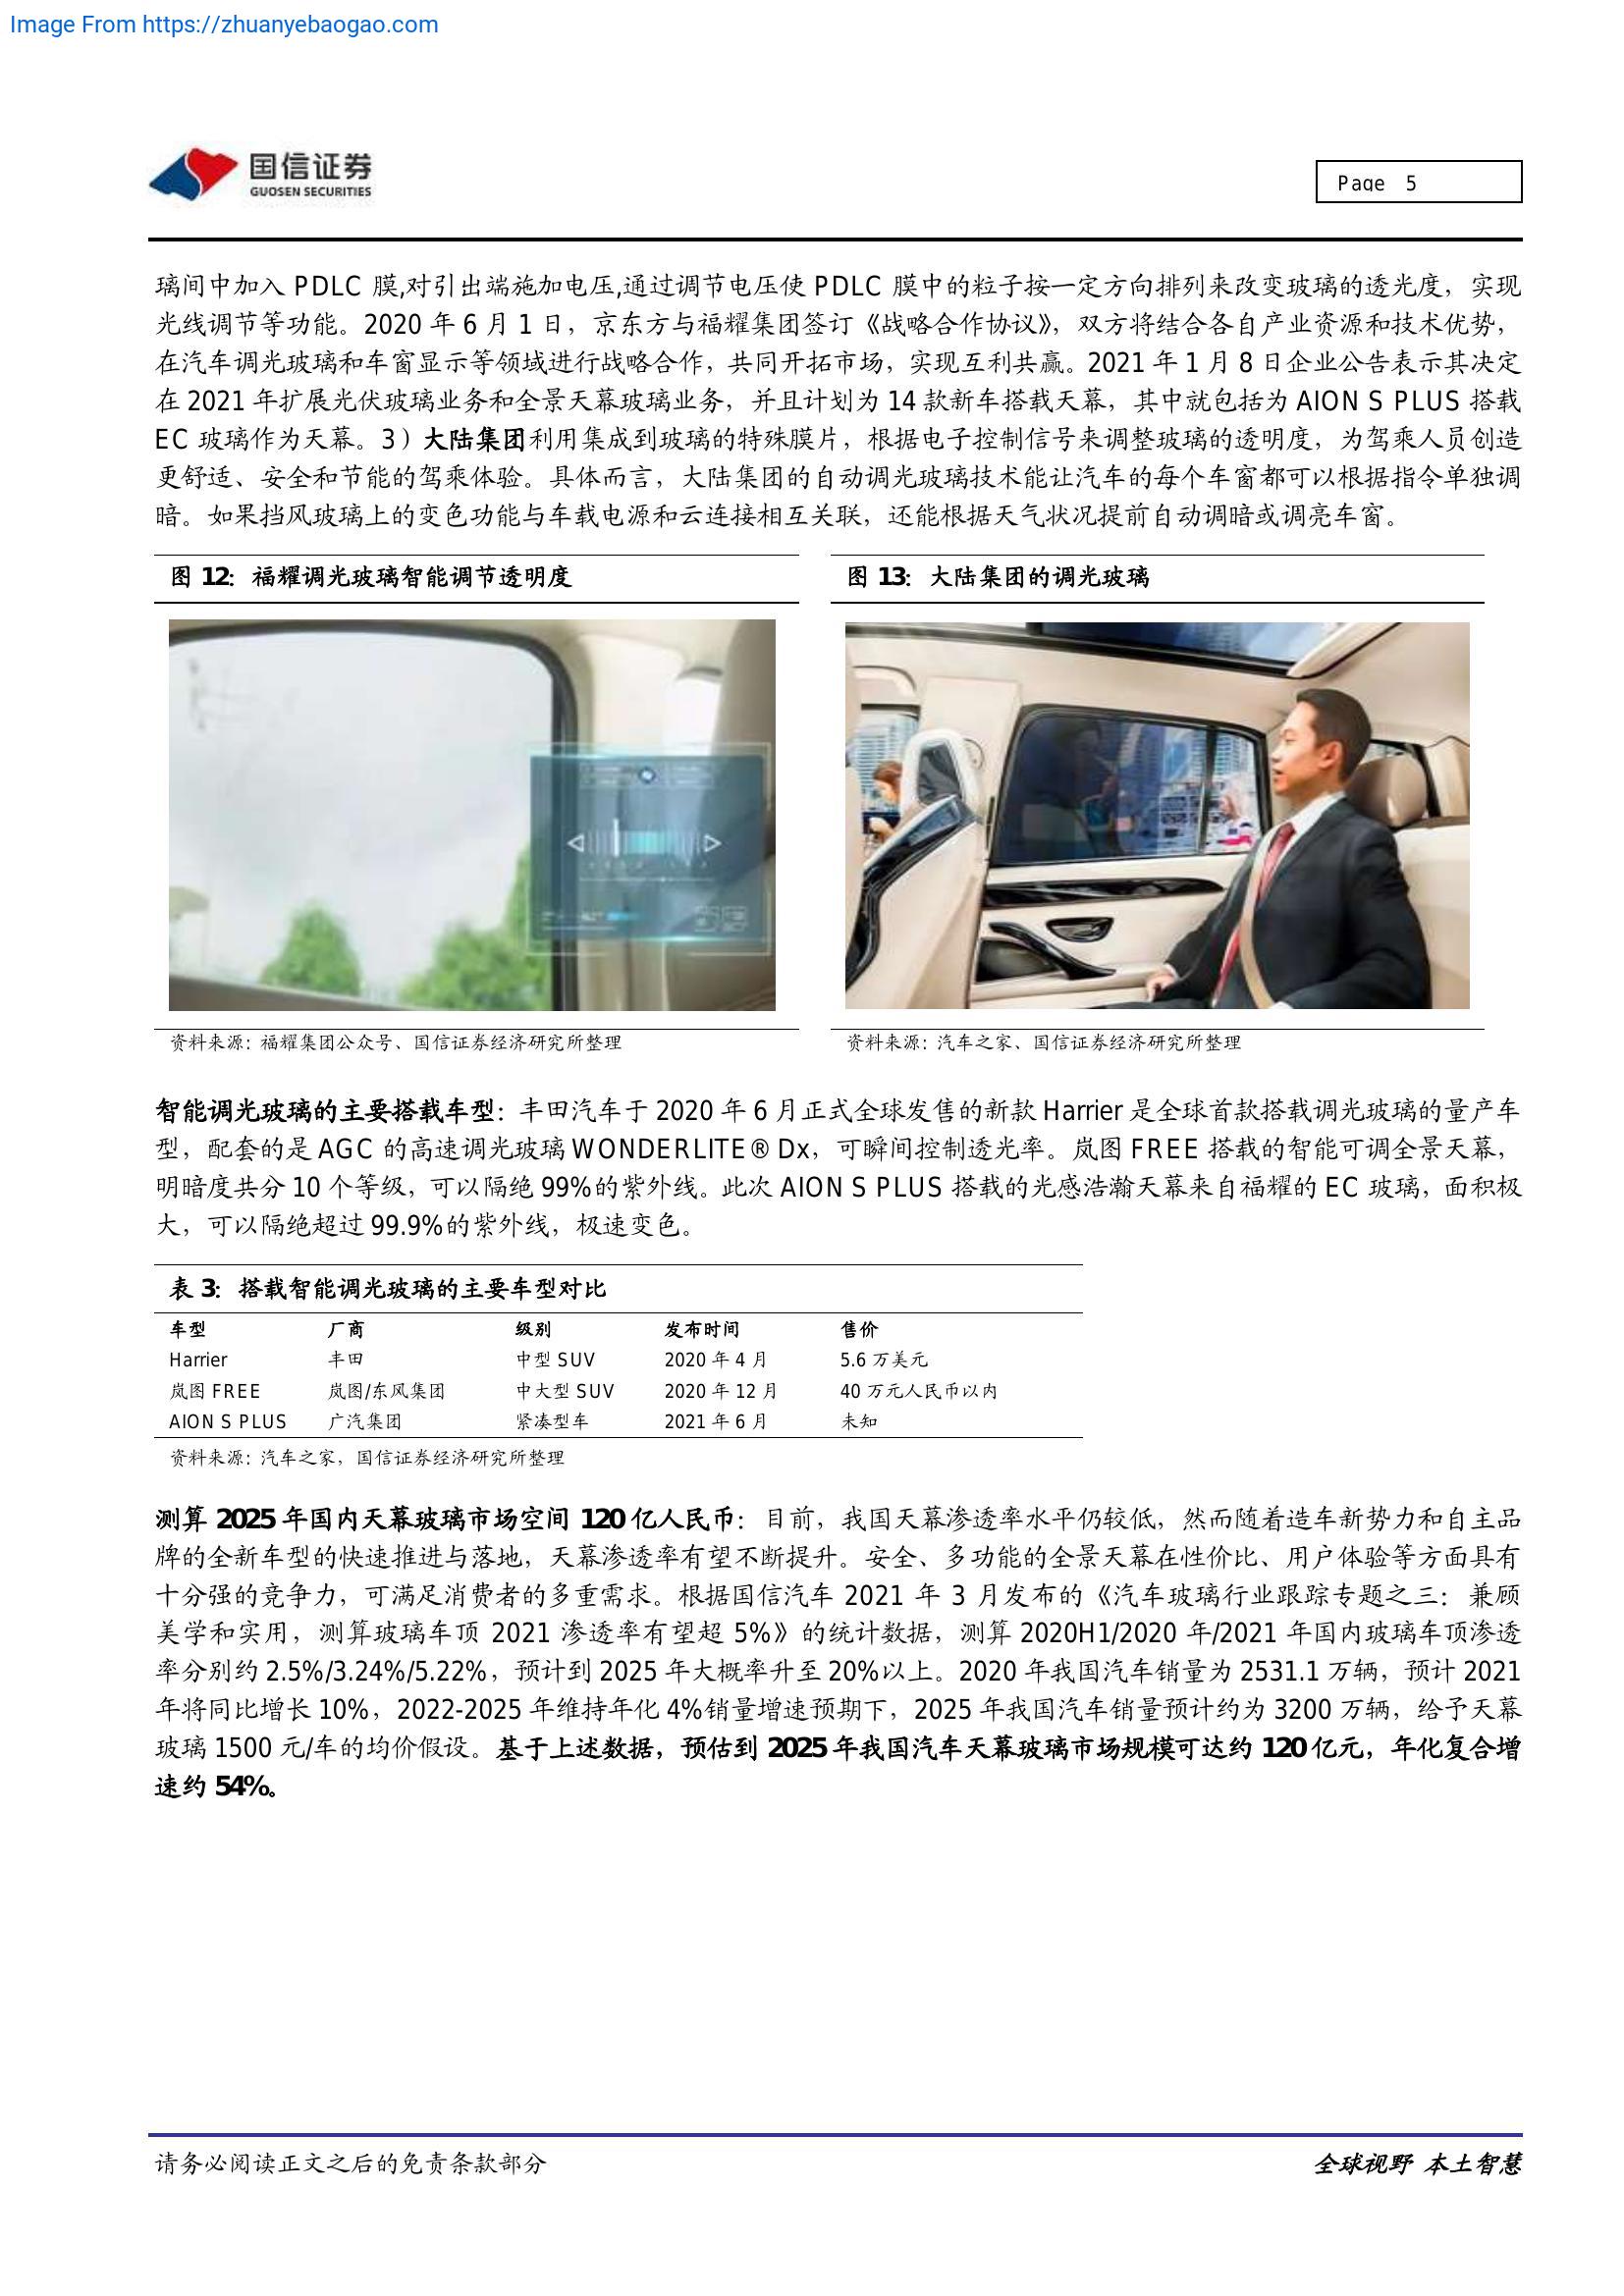 Image From https://zhuanyebaogao.com
国信证券
GUOSEN SECURITIES
Page 5
璃间中加入 PDLC 膜,对引出端施加电压,通过调节电压使 PDLC 膜中的粒子按一定方向排列来改变玻璃的透光度，实现
光线调节等功能。2020 年 6 月 1 日，京东方与福耀集团签订《战略合作协议》，双方将结合各自产业资源和技术优势，
在汽车调光玻璃和车窗显示等领域进行战略合作，共同开拓市场，实现互利共赢。2021 年 1 月 8 日企业公告表示其决定
在 2021 年扩展光伏玻璃业务和全景天幕玻璃业务，并且计划为 14 款新车搭载天幕，其中就包括为 AION S PLUS 搭载
EC 玻璃作为天幕。3）大陆集团利用集成到玻璃的特殊膜片，根据电子控制信号来调整玻璃的透明度，为驾乘人员创造
更舒适、安全和节能的驾乘体验。具体而言，大陆集团的自动调光玻璃技术能让汽车的每个车窗都可以根据指令单独调
暗。如果挡风玻璃上的变色功能与车载电源和云连接相互关联，还能根据天气状况提前自动调暗或调亮车窗。
图 12：福耀调光玻璃智能调节透明度
图 13：大陆集团的调光玻璃
资料来源：福耀集团公众号、国信证券经济研究所整理
资料来源：汽车之家、国信证券经济研究所整理
智能调光玻璃的主要搭载车型：丰田汽车于 2020 年 6 月正式全球发售的新款 Harrier 是全球首款搭载调光玻璃的量产车
型，配套的是 AGC 的高速调光玻璃 WONDERLITE® Dx，可瞬间控制透光率。岚图 FREE 搭载的智能可调全景天幕，
明暗度共分 10 个等级，可以隔绝 99%的紫外线。此次 AION S PLUS 搭载的光感浩瀚天幕来自福耀的 EC 玻璃，面积极
大，可以隔绝超过 99.9%的紫外线，极速变色。
表 3：搭载智能调光玻璃的主要车型对比
车型 厂商 级别 发布时间 售价
Harrier 丰田 中型 SUV 2020 年 4 月 5.6 万美元
岚图 FREE 岚图/东风集团 中大型 SUV 2020 年 12 月 40 万元人民币以内
AION S PLUS 广汽集团 紧凑型车 2021 年 6 月 未知
资料来源：汽车之家，国信证券经济研究所整理
测算 2025 年国内天幕玻璃市场空间 120 亿人民币：目前，我国天幕渗透率水平仍较低，然而随着造车新势力和自主品
牌的全新车型的快速推进与落地，天幕渗透率有望不断提升。安全、多功能的全景天幕在性价比、用户体验等方面具有
十分强的竞争力，可满足消费者的多重需求。根据国信汽车 2021 年 3 月发布的《汽车玻璃行业跟踪专题之三：兼顾
美学和实用，测算玻璃车顶 2021 渗透率有望超 5%》的统计数据，测算 2020H1/2020 年/2021 年国内玻璃车顶渗透
率分别约 2.5%/3.24%/5.22%，预计到 2025 年大概率升至 20%以上。2020 年我国汽车销量为 2531.1 万辆，预计 2021
年将同比增长 10%，2022-2025 年维持年化 4%销量增速预期下，2025 年我国汽车销量预计约为 3200 万辆，给予天幕
玻璃 1500 元/车的均价假设。基于上述数据，预估到 2025 年我国汽车天幕玻璃市场规模可达约 120 亿元，年化复合增
速约 54%。
请务必阅读正文之后的免责条款部分
全球视野 本土智慧